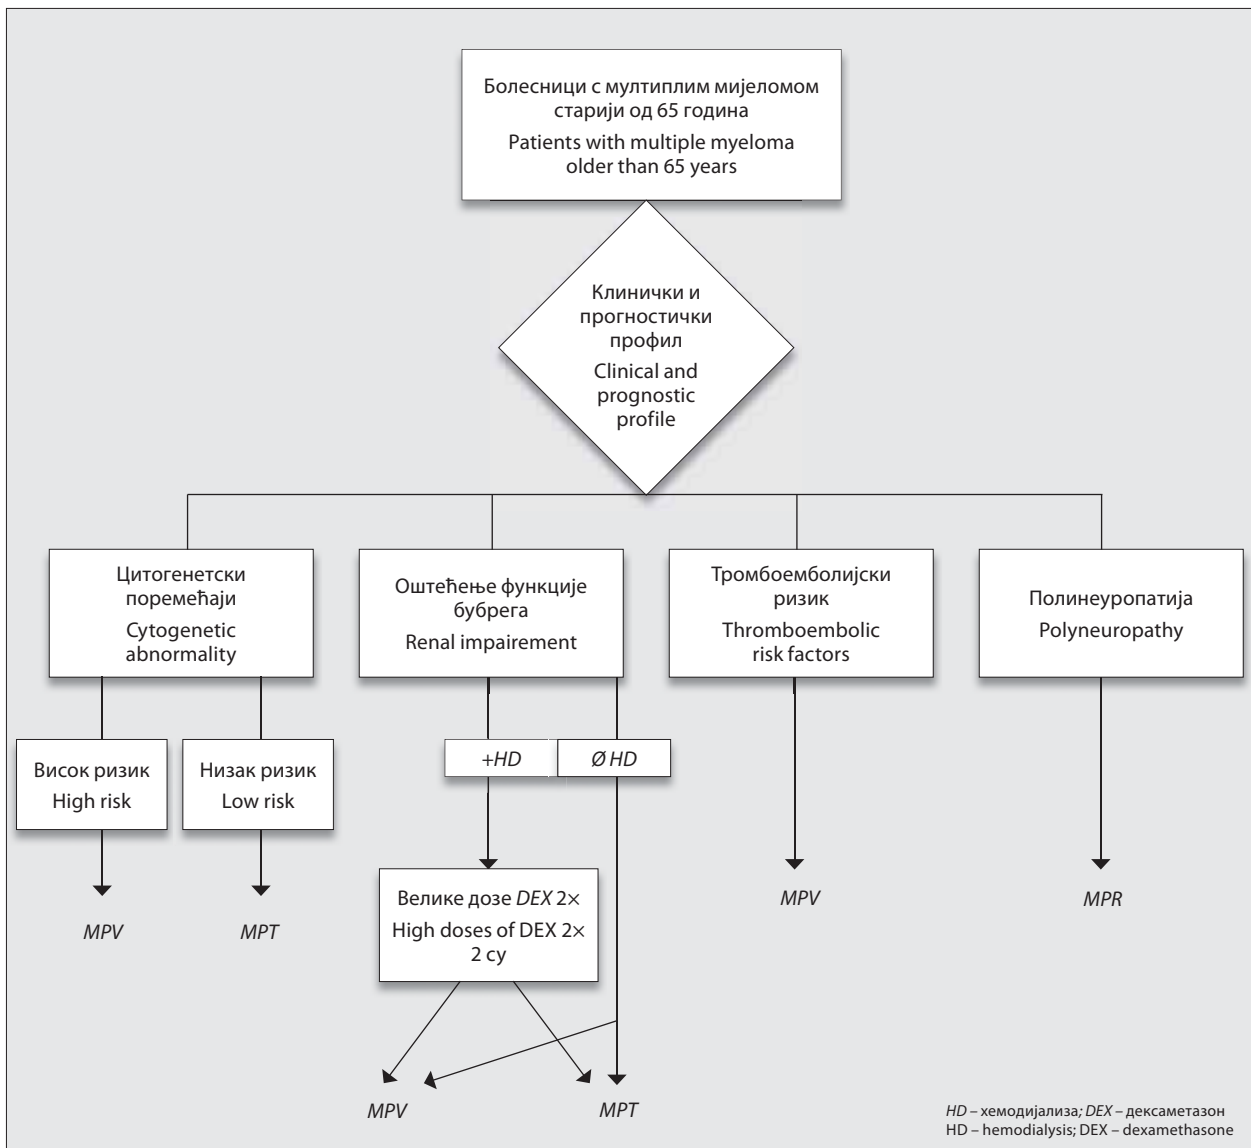 Болесници с мултиплим мијеломом
старији од 65 година
Patients with multiple myeloma
older than 65 years
Клинички и
прогностички
профил
Clinical and
prognostic
profile
Цитогенетски
поремећаји
Cytogenetic
abnormality
Оштећење функције
бубрега
Renal impairement
Тромбоемболијски
ризик
Thromboembolic
risk factors
Полинеуропатија
Polyneuropathy
Висок ризик
High risk
Низак ризик
Low risk
+HD
Ø HD
Велике дозе DEX 2×
High doses of DEX 2×
2 cy
MPV
MPT
MPV
MPR
MPV
MPT
HD – хемодијализа; DEX – дексаметазон
HD – hemodialysis; DEX – dexamethasone